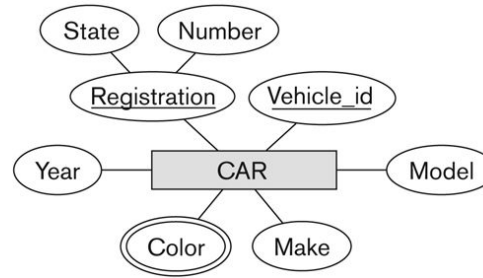 State
Number
Registration
Vehicle_id
Year
CAR
Model
Color
Make